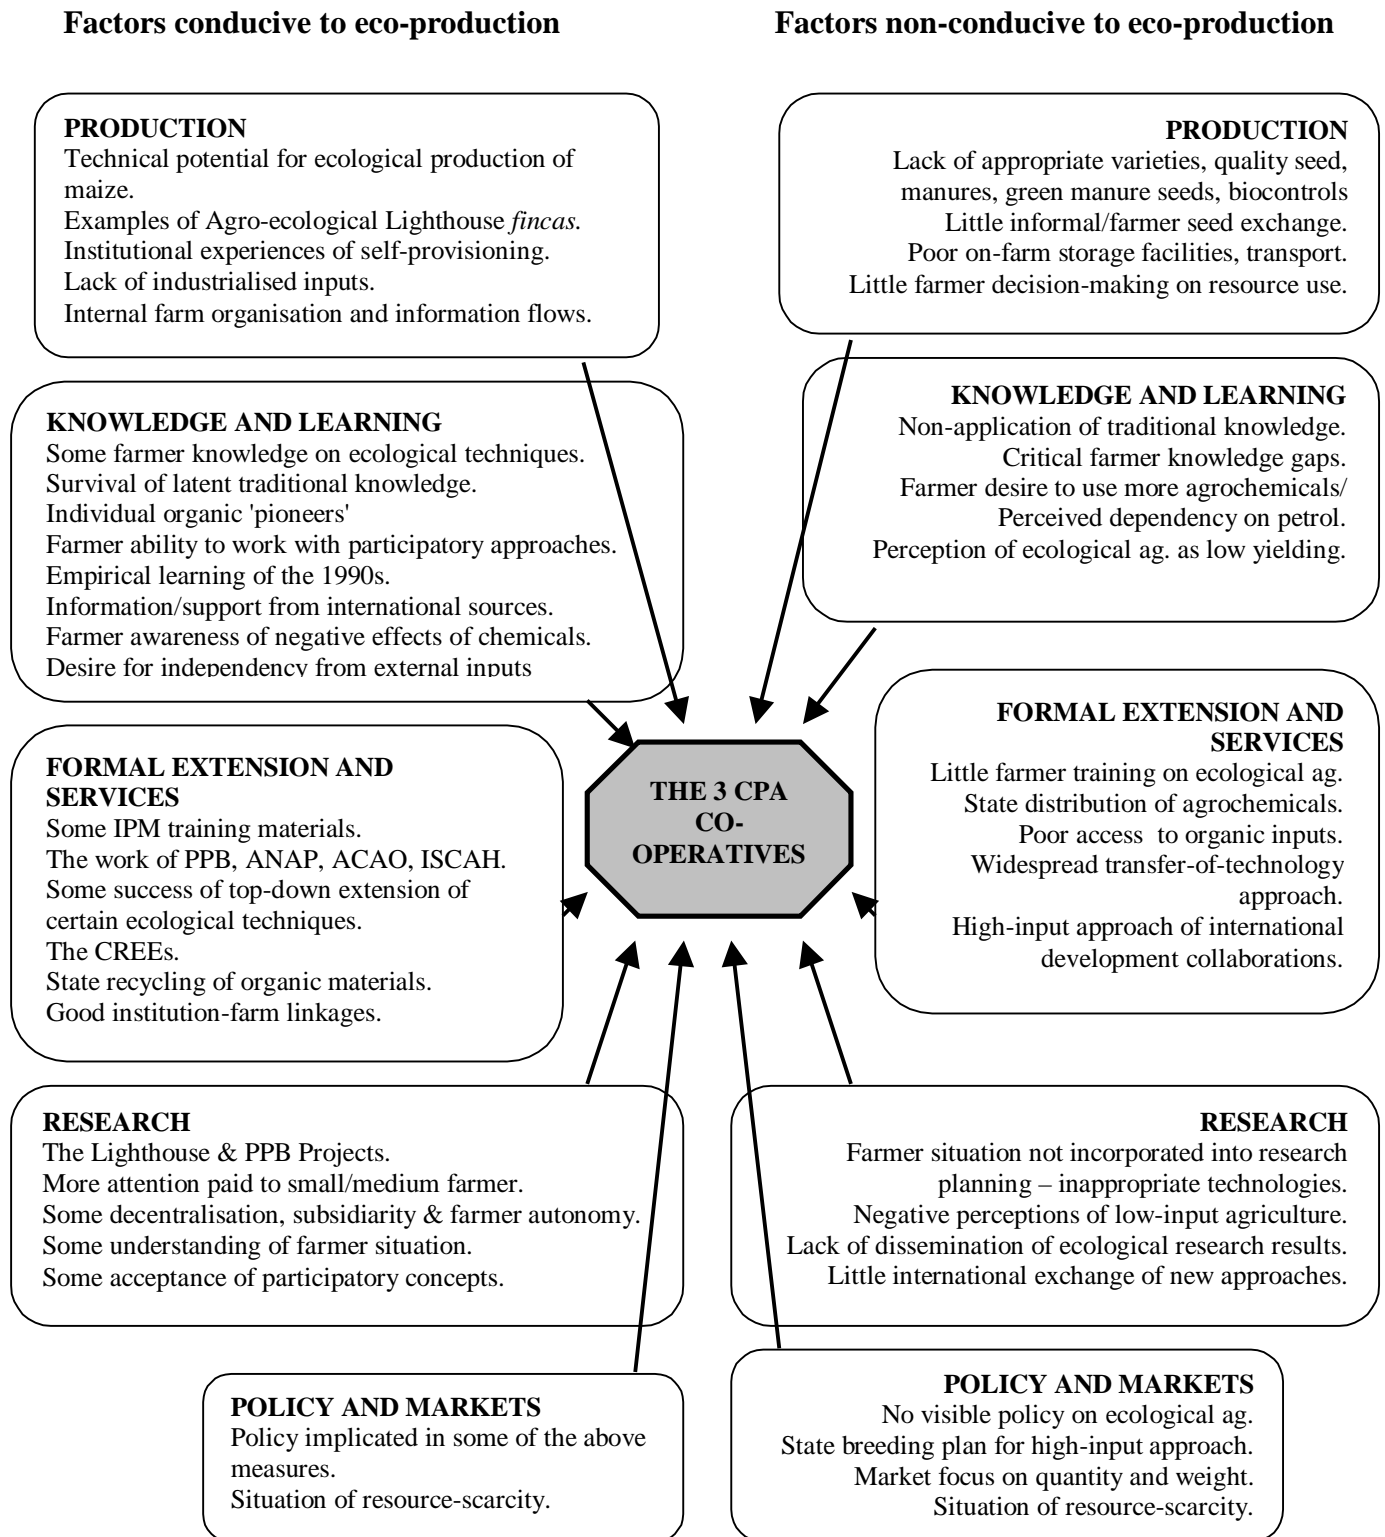 Factors conducive to eco-production
Factors non-conducive to eco-production
PRODUCTION
Technical potential for ecological production of
maize.
Examples of Agro-ecological Lighthouse fincas.
Institutional experiences of self-provisioning.
Lack of industrialised inputs.
Internal farm organisation and information flows.
PRODUCTION
Lack of appropriate varieties, quality seed,
manures, green manure seeds, biocontrols
Little informal/farmer seed exchange.
Poor on-farm storage facilities, transport.
Little farmer decision-making on resource use.
KNOWLEDGE AND LEARNING
Some farmer knowledge on ecological techniques.
Survival of latent traditional knowledge.
Individual organic 'pioneers'
Farmer ability to work with participatory approaches.
Empirical learning of the 1990s.
Information/support from international sources.
Farmer awareness of negative effects of chemicals.
Desire for independency from external inputs
KNOWLEDGE AND LEARNING
Non-application of traditional knowledge.
Critical farmer knowledge gaps.
Farmer desire to use more agrochemicals/
Perceived dependency on petrol.
Perception of ecological ag. as low yielding.
FORMAL EXTENSION AND
SERVICES
Some IPM training materials.
The work of PPB, ANAP, ACAO, ISCAH.
Some success of top-down extension of
certain ecological techniques.
The CREEs.
State recycling of organic materials.
Good institution-farm linkages.
THE 3 CPA
CO-
OPERATIVES
FORMAL EXTENSION AND
SERVICES
Little farmer training on ecological ag.
State distribution of agrochemicals.
Poor access to organic inputs.
Widespread transfer-of-technology
approach.
High-input approach of international
development collaborations.
RESEARCH
The Lighthouse & PPB Projects.
More attention paid to small/medium farmer.
Some decentralisation, subsidiarity & farmer autonomy.
Some understanding of farmer situation.
Some acceptance of participatory concepts.
RESEARCH
Farmer situation not incorporated into research
planning – inappropriate technologies.
Negative perceptions of low-input agriculture.
Lack of dissemination of ecological research results.
Little international exchange of new approaches.
POLICY AND MARKETS
Policy implicated in some of the above
measures.
Situation of resource-scarcity.
POLICY AND MARKETS
No visible policy on ecological ag.
State breeding plan for high-input approach.
Market focus on quantity and weight.
Situation of resource-scarcity.